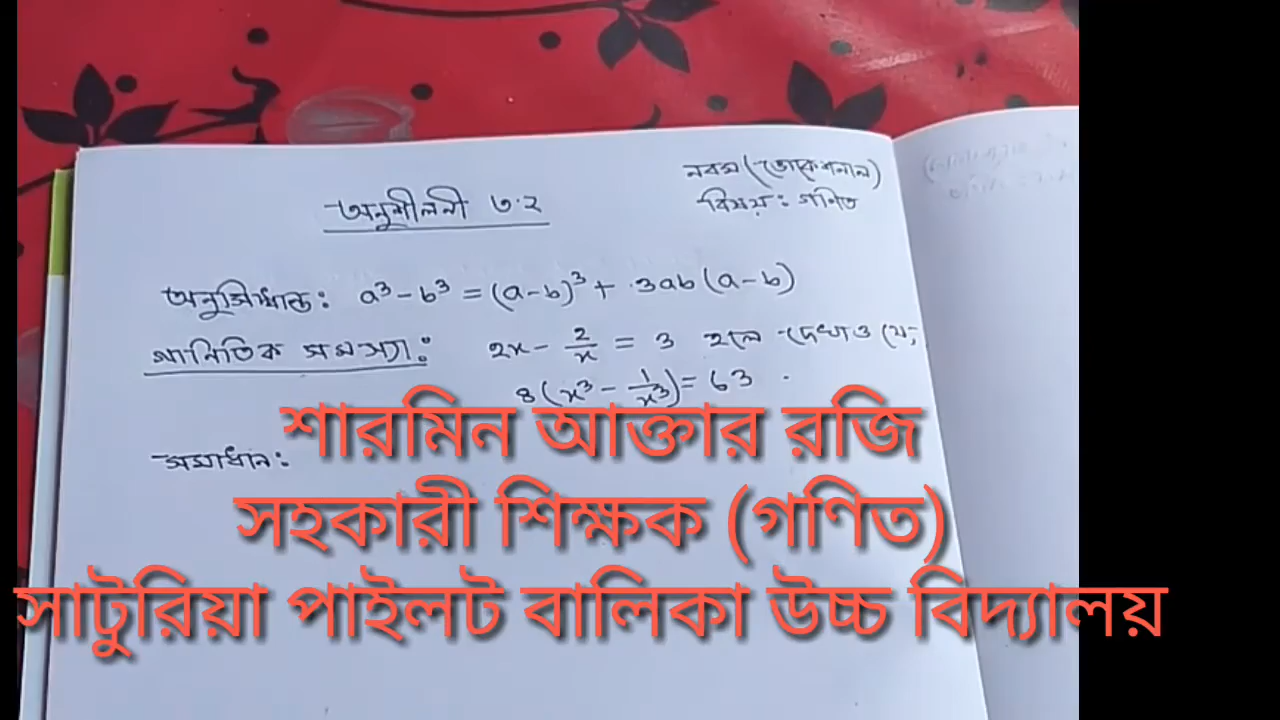 নবম (ভোকেশনাল)
বিষয়: গণিত
অনুশীলনী ৩.২
অনুসিধান্ত: a³ - b³ = (a-b)³ + 3ab (a-b)
গানিতিক সমস্যা: 2x - 2/x = 3 হলে দেখাও যে,
8(x³ - 1/x³) = 63 .
সমাধান:
শারমিন আক্তার রজি
সহকারী শিক্ষক (গণিত)
সাটুরিয়া পাইলট বালিকা উচ্চ বিদ্যালয়